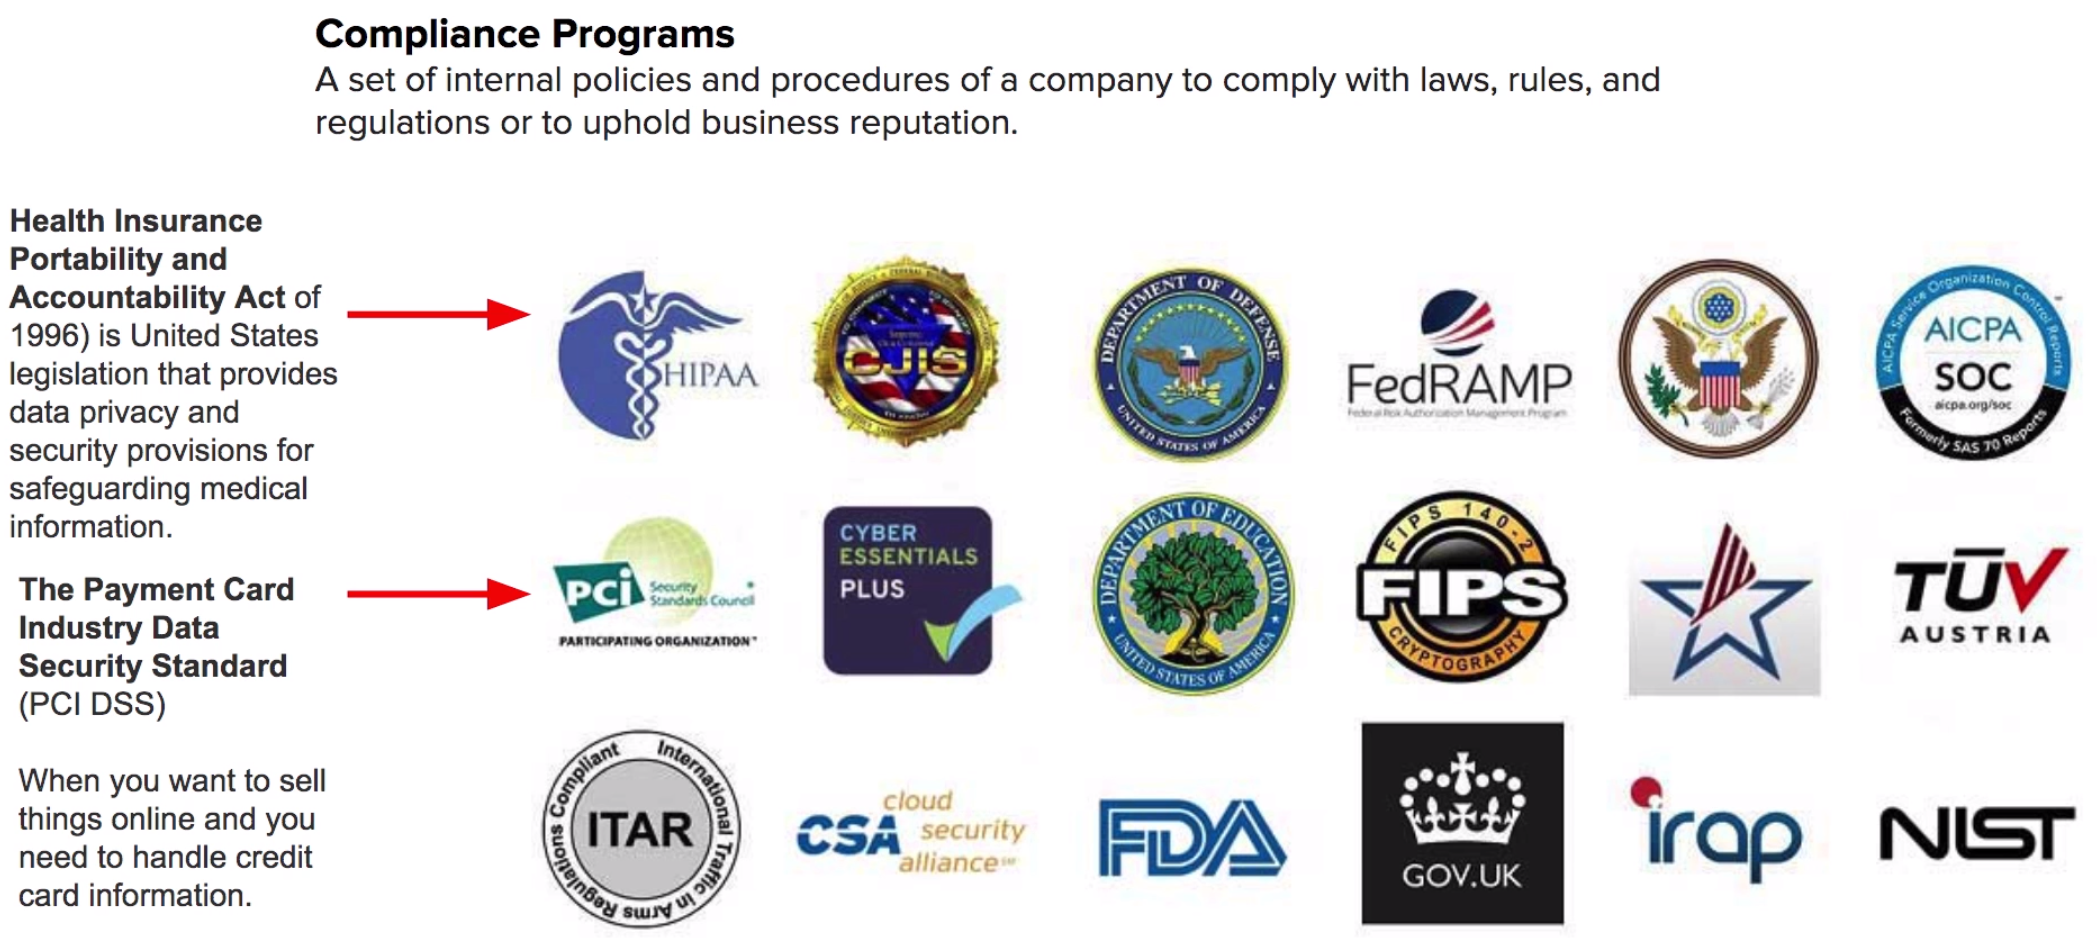 Compliance Programs
A set of internal policies and procedures of a company to comply with laws, rules, and
regulations or to uphold business reputation.
Health Insurance
Portability and
Accountability Act of
1996) is United States
legislation that provides
data privacy and
security provisions for
safeguarding medical
information.
The Payment Card
Industry Data
Security Standard
(PCI DSS)
When you want to sell
things online and you
need to handle credit
card information.
HIPAA
CJIS
DEPARTMENT OF DEFENSE
UNITED STATES OF AMERICA
FedRAMP
Federal Risk Authorization Management Program
AICPA Service Organization Control Reports
AICPA
SOC
aicpa.org/soc
Formerly SAS 70 Reports
PCi
Security
Standards Council
PARTICIPATING ORGANIZATION
CYBER
ESSENTIALS
PLUS
DEPARTMENT OF EDUCATION
UNITED STATES OF AMERICA
FIPS 140-2
FIPS
CRYPTOGRAPHY
TÜV
AUSTRIA
International Traffic in Arms Regulations Compliant
ITAR
CSA
cloud
security
alliance
FDA
GOV.UK
irap
NIST